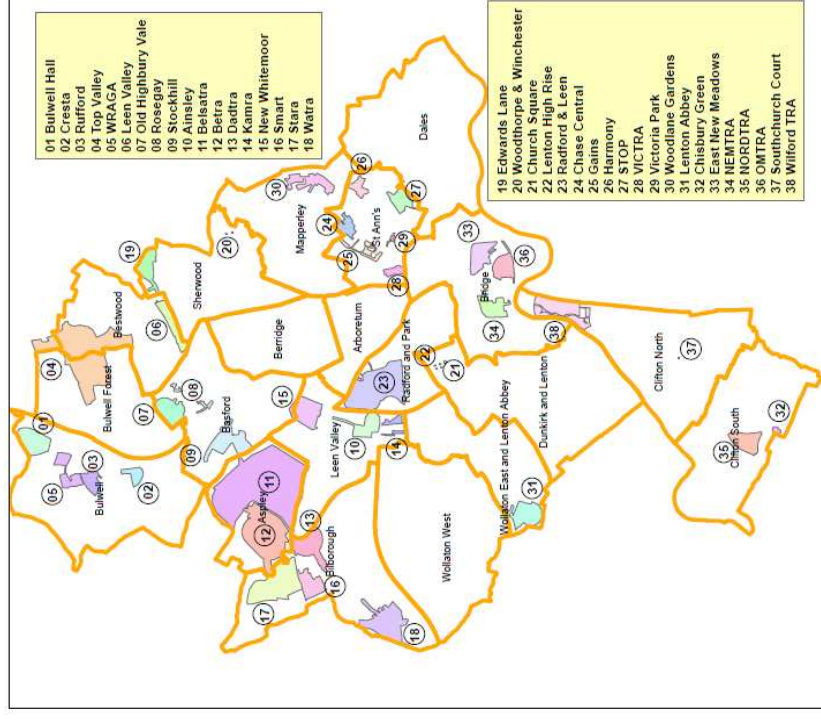 01 Bulwell Hall
02 Cresta
03 Rufford
04 Top Valley
05 WRAGA
06 Leen Valley
07 Old Highbury Vale
08 Rosegay
09 Stockhill
10 Ainsley
11 Belsatra
12 Betra
13 Dadtra
14 Kamra
15 New Whitemoor
16 Smart
17 Stara
18 Watra
19 Edwards Lane
20 Woodthorpe & Winchester
21 Church Square
22 Lenton High Rise
23 Radford & Leen
24 Chase Central
25 Gains
26 Harmony
27 STOP
28 VICTRA
29 Victoria Park
30 Woodlane Gardens
31 Lenton Abbey
32 Chisbury Green
33 East New Meadows
34 NEMTRA
35 NORDTRA
36 OMTRA
37 Southchurch Court
38 Wilford TRA
01
04
05
03
Bulwell
02
Bulwell Forest
Bestwood
19
06
07
08
09
Basford
Sherwood
20
Mapperley
30
Berridge
15
11
Aspley
12
13
Bilborough
16
17
18
Leen Valley
10
14
Arboretum
23
Radford and Park
24
25
St Ann's
26
27
28
29
Dales
22
21
Wollaton West
Wollaton East and Lenton Abbey
31
Dunkirk and Lenton
33
Bridge
34
36
38
Clifton North
37
35
Clifton South
32